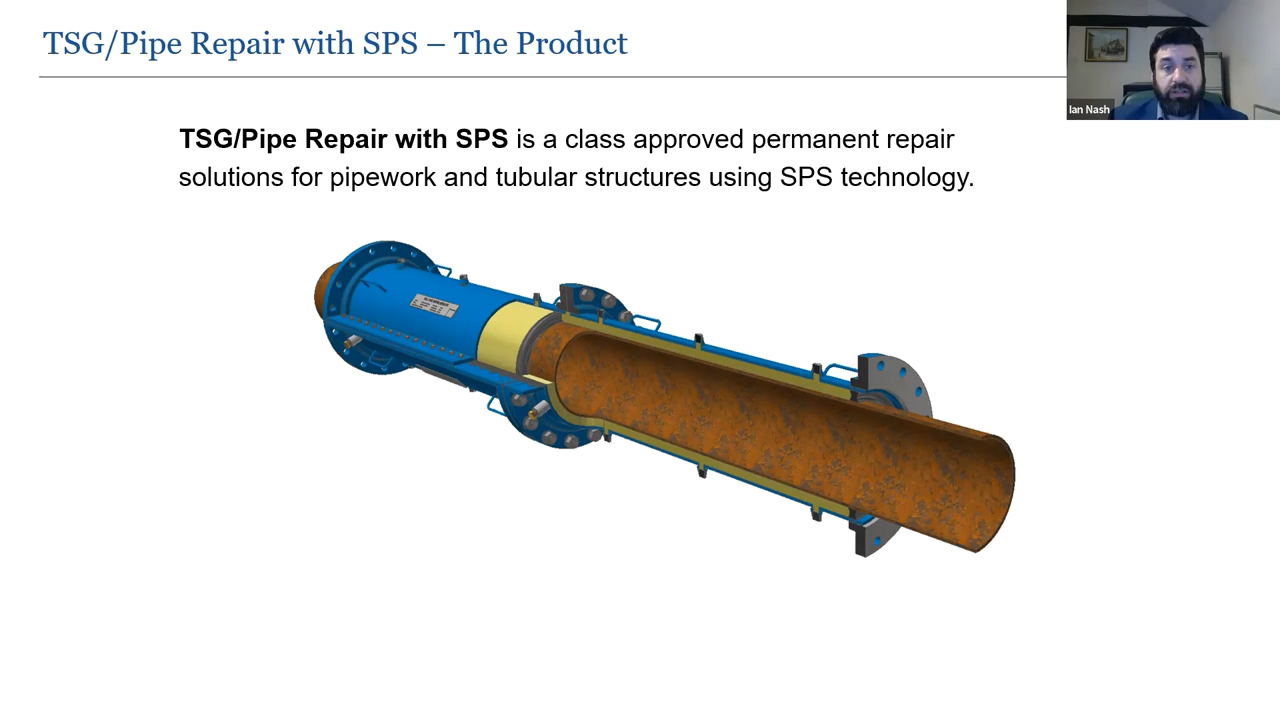 TSG/Pipe Repair with SPS – The Product
Ian Nash
TSG/Pipe Repair with SPS is a class approved permanent repair
solutions for pipework and tubular structures using SPS technology.